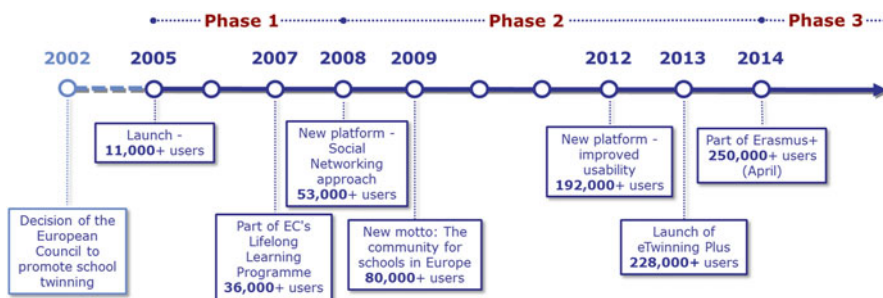 Phase 1
Phase 2
Phase 3
2002
2005
2007
2008
2009
2012
2013
2014
Launch -
11,000+ users
New platform -
Social
Networking
approach
53,000+ users
New platform -
improved
usability
192,000+ users
Part of Erasmus+
250,000+ users
(April)
Decision of the
European
Council to
promote school
twinning
Part of EC's
Lifelong
Learning
Programme
36,000+ users
New motto: The
community for
schools in Europe
80,000+ users
Launch of
eTwinning Plus
228,000+ users